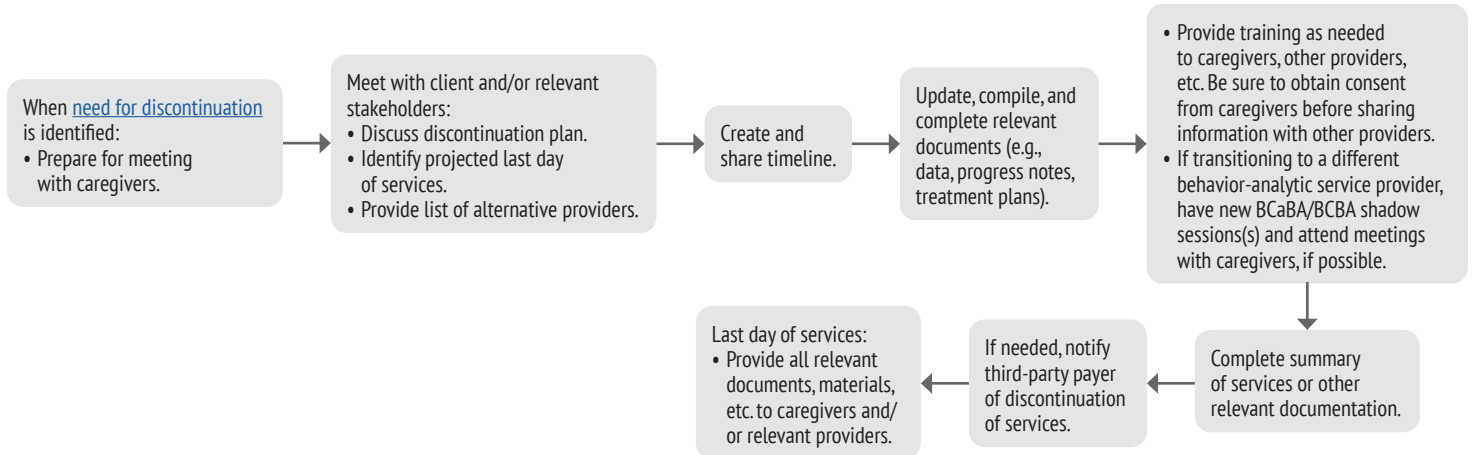 When need for discontinuation
is identified:
• Prepare for meeting
with caregivers.
Meet with client and/or relevant
stakeholders:
• Discuss discontinuation plan.
• Identify projected last day
of services.
• Provide list of alternative providers.
Create and
share timeline.
Update, compile, and
complete relevant
documents (e.g.,
data, progress notes,
treatment plans).
• Provide training as needed
to caregivers, other providers,
etc. Be sure to obtain consent
from caregivers before sharing
information with other providers.
• If transitioning to a different
behavior-analytic service provider,
have new BCaBA/BCBA shadow
sessions(s) and attend meetings
with caregivers, if possible.
Complete summary
of services or other
relevant documentation.
If needed, notify
third-party payer
of discontinuation
of services.
Last day of services:
• Provide all relevant
documents, materials,
etc. to caregivers and/
or relevant providers.